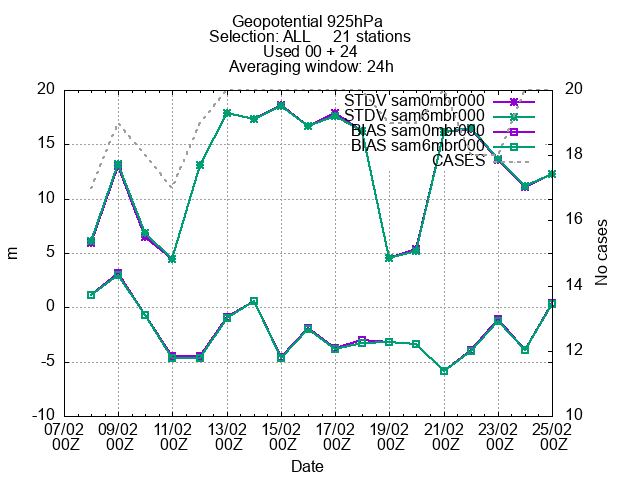 Geopotential 925hPa
Selection: ALL     21 stations
Used 00 + 24
Averaging window: 24h
20
15
10
5
0
-5
-10
m
20
18
16
14
12
10
No cases
STDV sam0mbr000
STDV sam6mbr000
BIAS sam0mbr000
BIAS sam6mbr000
CASES
07/02 09/02 11/02 13/02 15/02 17/02 19/02 21/02 23/02 25/02
00Z 00Z 00Z 00Z 00Z 00Z 00Z 00Z 00Z 00Z
Date